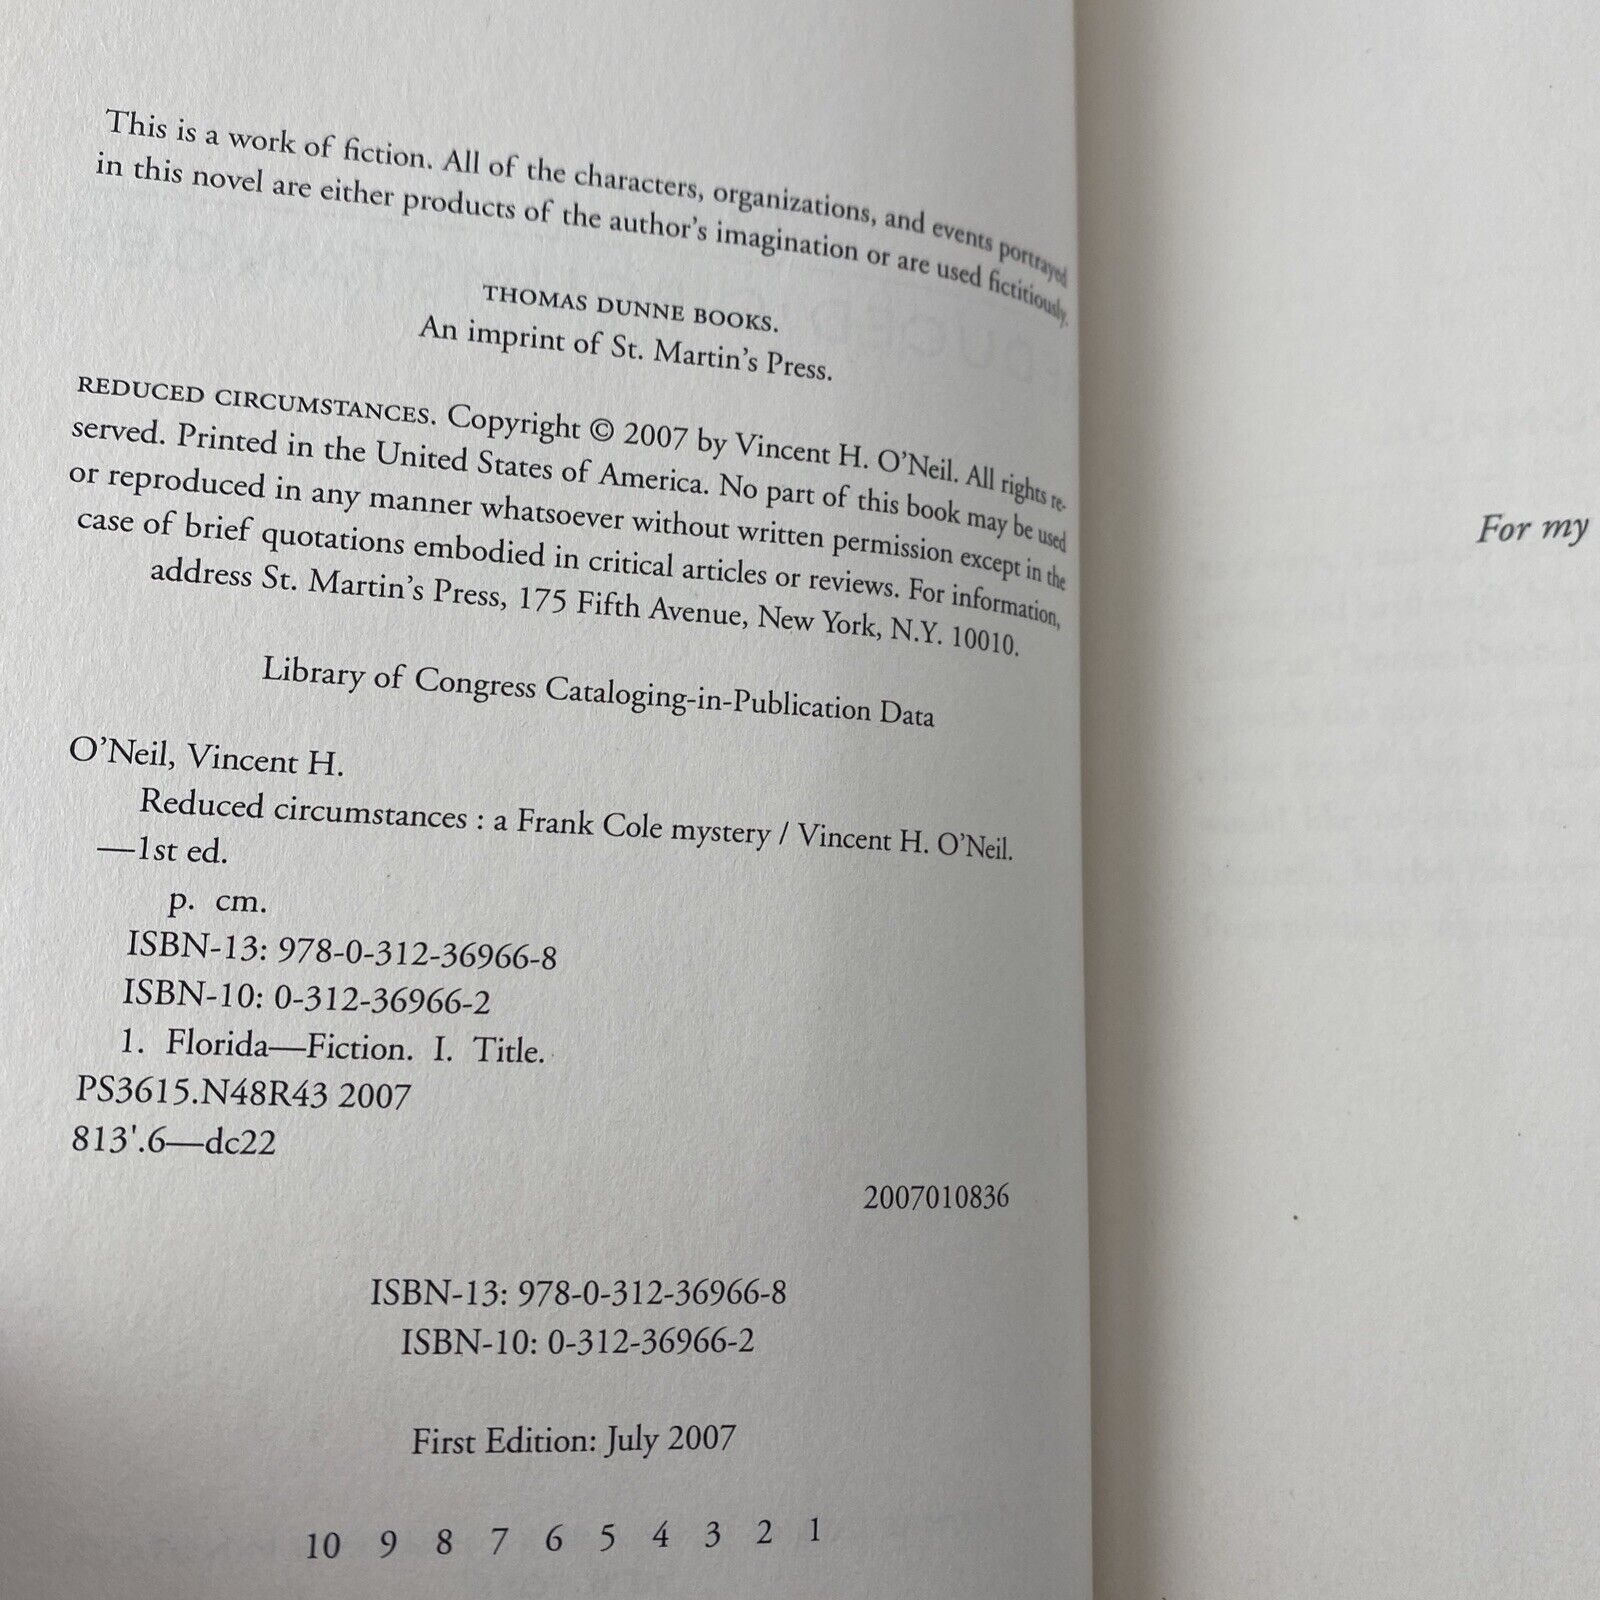 This is a work of fiction. All of the characters, organizations, and events portrayed
in this novel are either products of the author's imagination or are used fictitiously.
THOMAS DUNNE BOOKS.
An imprint of St. Martin's Press.
REDUCED CIRCUMSTANCES. Copyright © 2007 by Vincent H. O'Neil. All rights re-
served. Printed in the United States of America. No part of this book may be used
or reproduced in any manner whatsoever without written permission except in the
case of brief quotations embodied in critical articles or reviews. For information,
address St. Martin's Press, 175 Fifth Avenue, New York, N.Y. 10010.
Library of Congress Cataloging-in-Publication Data
O'Neil, Vincent H.
Reduced circumstances : a Frank Cole mystery / Vincent H. O'Neil.
—1st ed.
p. cm.
ISBN-13: 978-0-312-36966-8
ISBN-10: 0-312-36966-2
1. Florida—Fiction. I. Title.
PS3615.N48R43 2007
813'.6—dc22
2007010836
ISBN-13: 978-0-312-36966-8
ISBN-10: 0-312-36966-2
First Edition: July 2007
10 9 8 7 6 5 4 3 2 1
For my